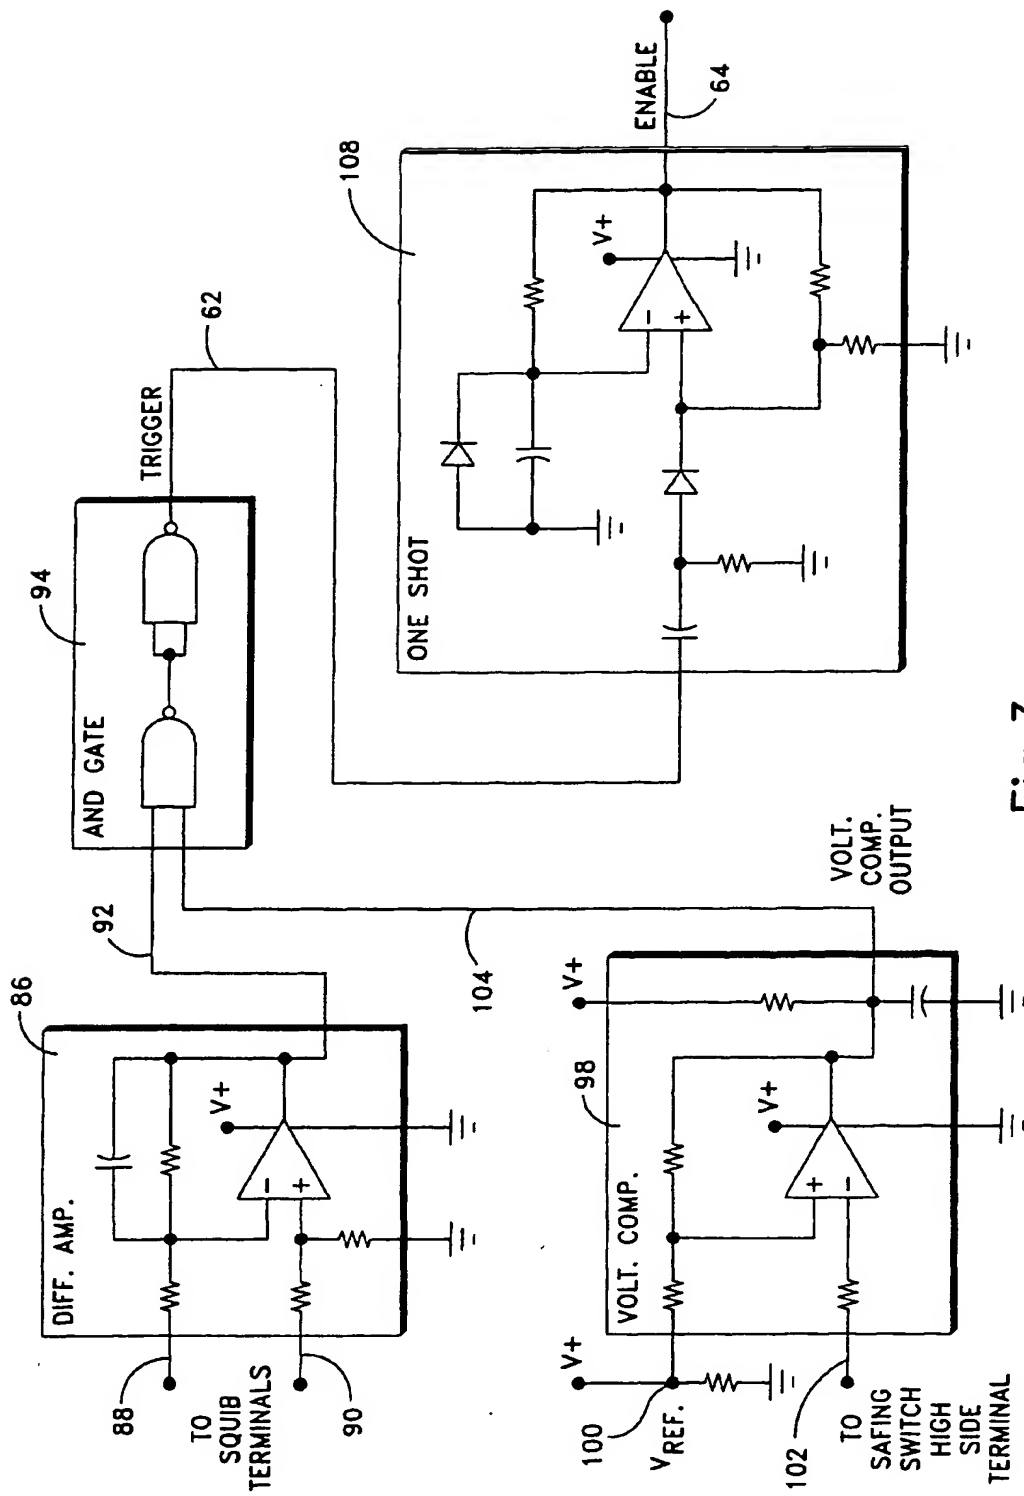 86
DIFF. AMP.
V+
-
+
88
TO
SQUIB
TERMINALS
90
92
94
AND GATE
TRIGGER
62
V+
100
VREF.
98
VOLT. COMP.
V+
V+
+
-
102
TO
SAFING
SWITCH
HIGH
SIDE
TERMINAL
104
VOLT.
COMP.
OUTPUT
108
ONE SHOT
V+
-
+
ENABLE
64
Fig.